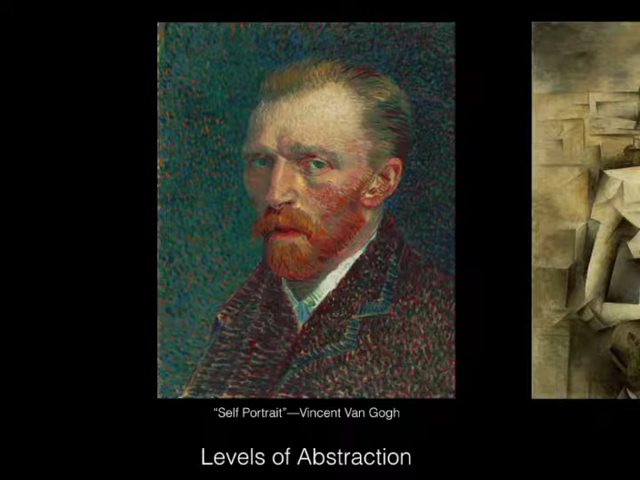 “Self Portrait”—Vincent Van Gogh
Levels of Abstraction